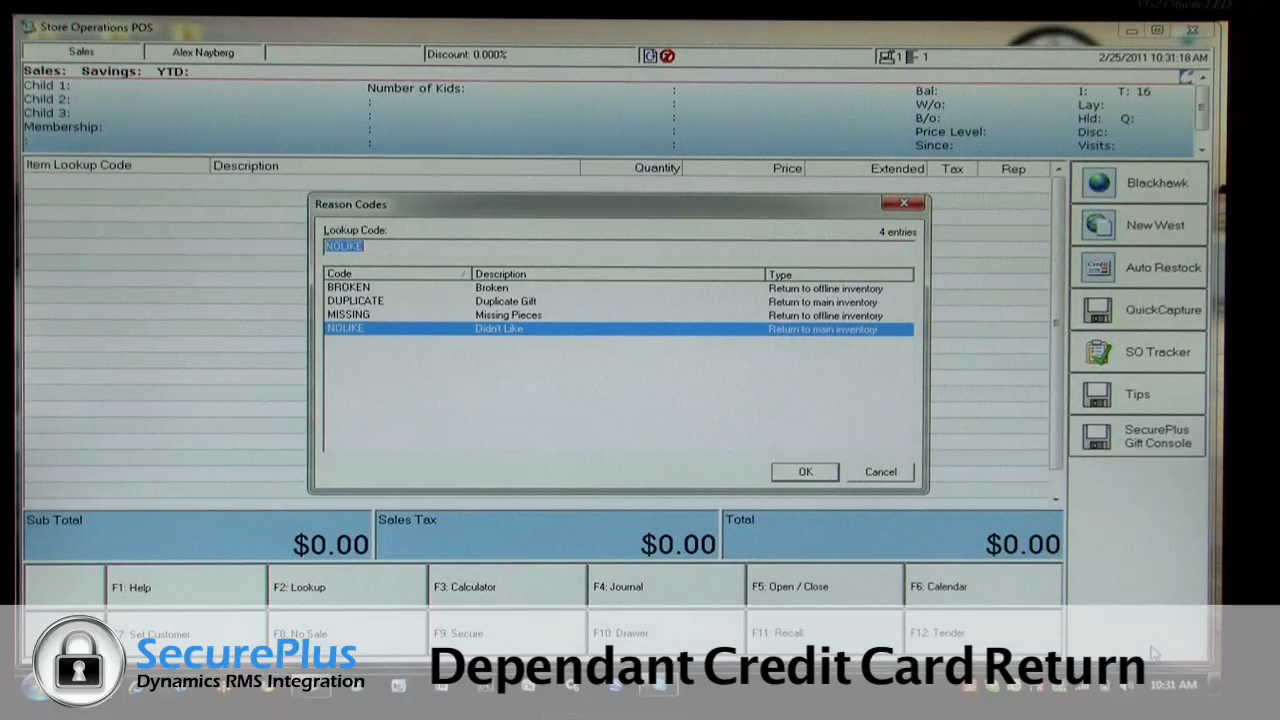 Store Operations POS
Sales Alex Nayberg Discount: 0.000% 1 1 2/25/2011 10:31:18 AM
Sales: Savings: YTD:
Child 1: Number of Kids: : Bal: I: T: 16
Child 2: : : W/o: Lay:
Child 3: : : B/o: Hld: Q:
Membership: : : Price Level: Disc:
: : : Since: Visits:
Item Lookup Code Description Quantity Price Extended Tax Rep
Blackhawk
New West
Auto Restock
QuickCapture
SO Tracker
Tips
SecurePlus
Gift Console
Reason Codes
Lookup Code: 4 entries
NOLIKE
Code Description Type
BROKEN Broken Return to offline inventory
DUPLICATE Duplicate Gift Return to main inventory
MISSING Missing Pieces Return to offline inventory
NOLIKE Didn't Like Return to main inventory
OK Cancel
Sub Total Sales Tax Total
$0.00 $0.00 $0.00
F1: Help F2: Lookup F3: Calculator F4: Journal F5: Open / Close F6: Calendar
F7: Set Customer F8: No Sale F9: Secure F10: Drawer F11: Recall F12: Tender
SecurePlus
Dynamics RMS Integration
Dependant Credit Card Return
10:31 AM